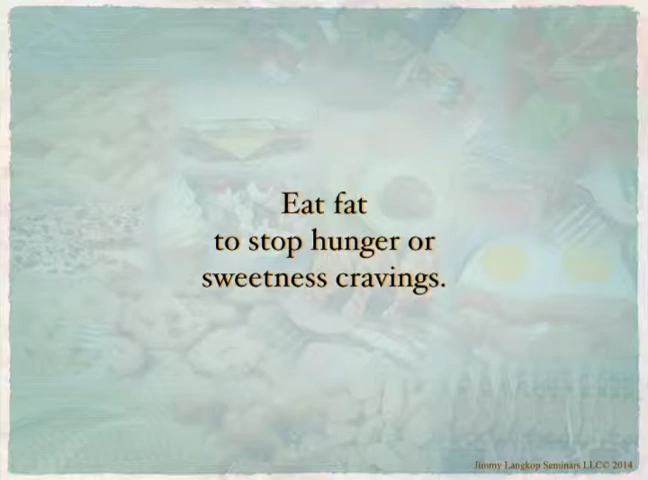 Eat fat
to stop hunger or
sweetness cravings.
Jimmy Langkop Seminars LLC© 2014